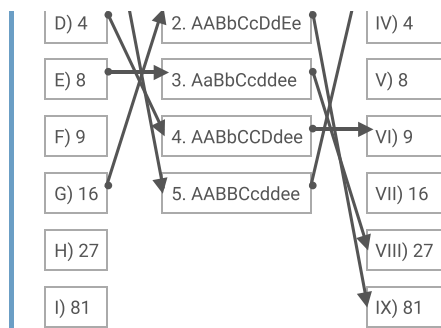 D) 4 2. AABbCcDdEe IV) 4
E) 8 3. AaBbCcddee V) 8
F) 9 4. AABbCCDdee VI) 9
G) 16 5. AABBCcddee VII) 16
H) 27 VIII) 27
I) 81 IX) 81